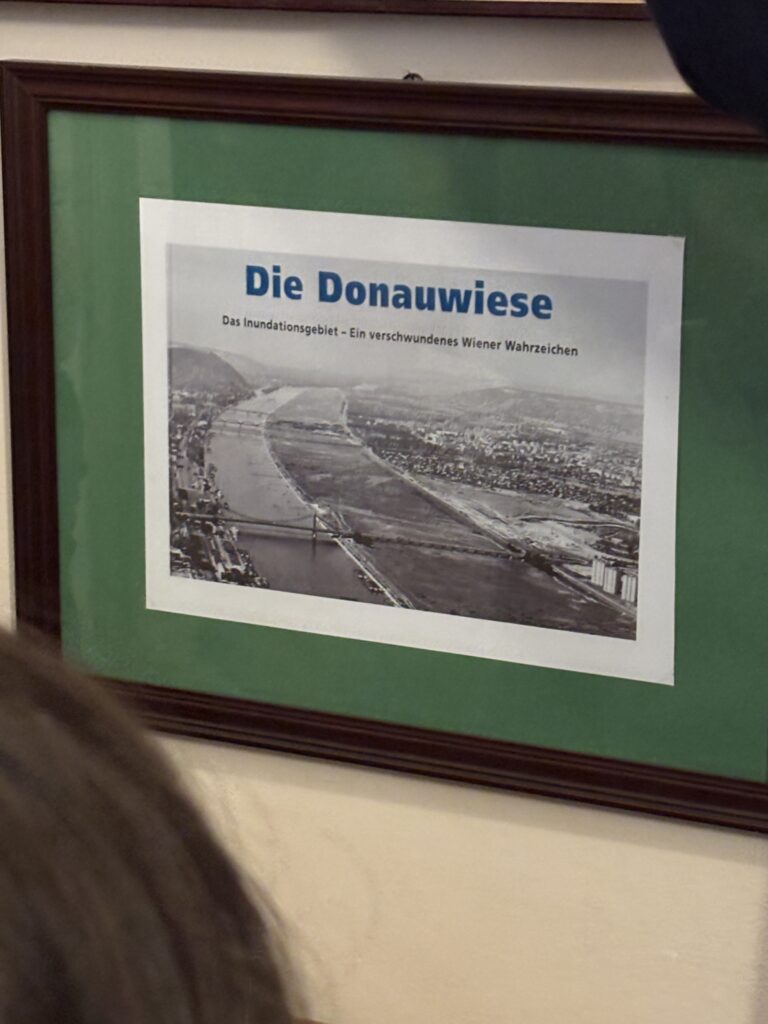 Die Donauwiese
Das Inundationsgebiet – Ein verschwundenes Wiener Wahrzeichen